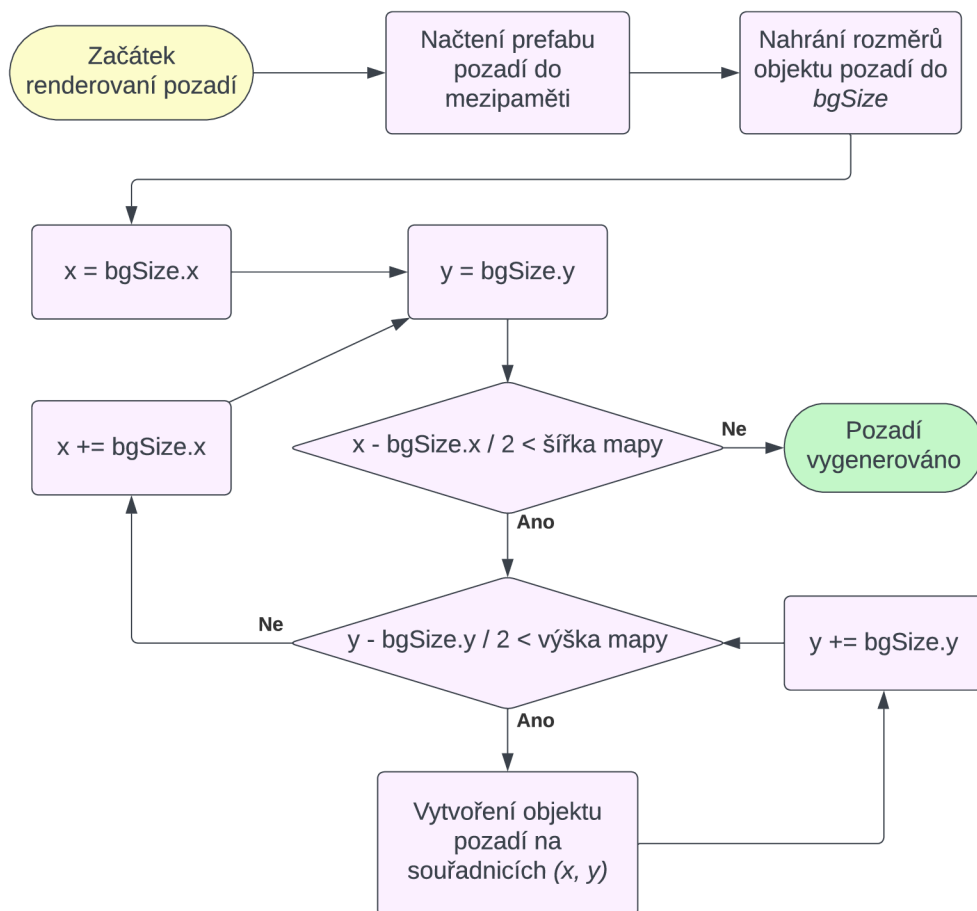 Začátek
renderovaní pozadí
Načtení prefabu
pozadí do
mezipaměti
Nahrání rozměrů
objektu pozadí do
bgSize
x = bgSize.x
y = bgSize.y
x += bgSize.x
x - bgSize.x / 2 < šířka mapy
Ne
Pozadí
vygenerováno
Ano
Ne
y - bgSize.y / 2 < výška mapy
y += bgSize.y
Ano
Vytvoření objektu
pozadí na
souřadnicích (x, y)